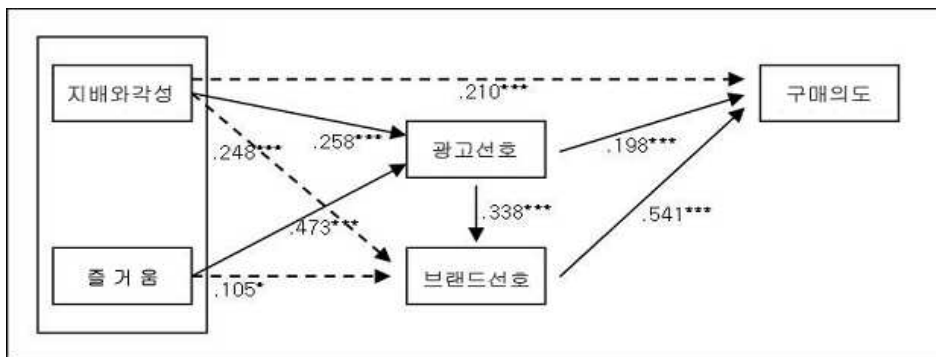 지배와각성
구매의도
.210***
.258***
광고선호
.198***
.248***
.338***
.541***
.473***
즐 거 움
브랜드선호
.105*